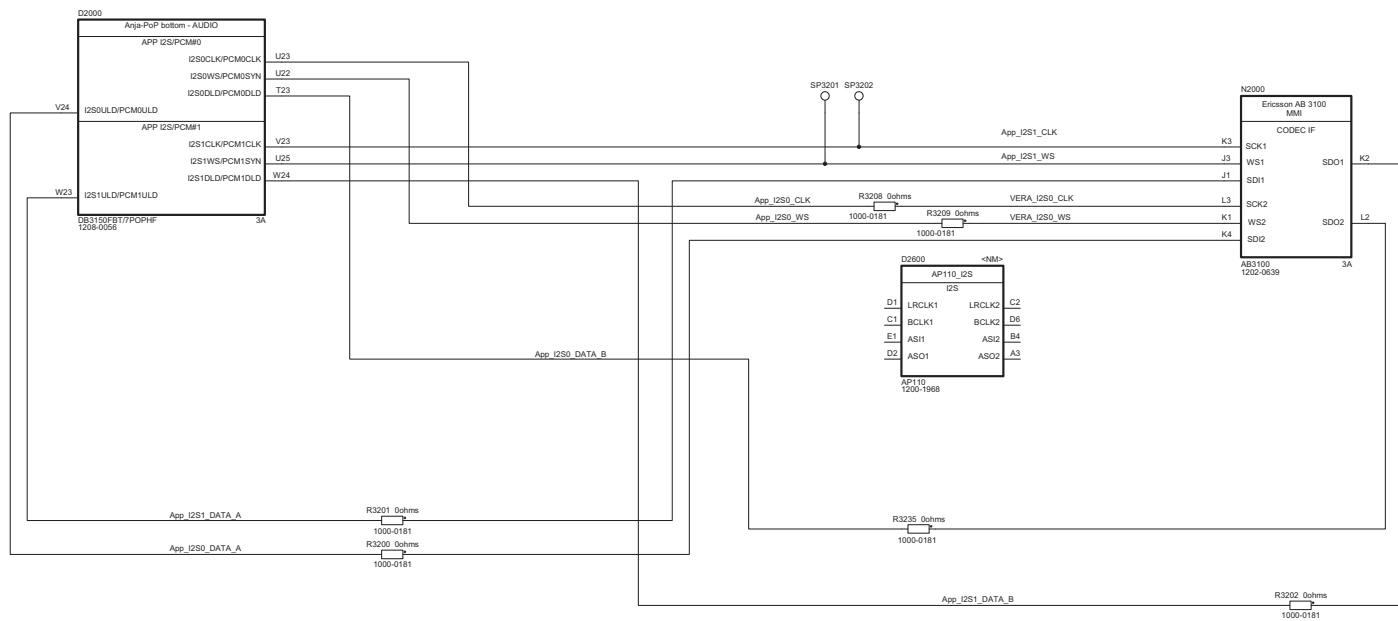 D2000
Anja-PoP bottom - AUDIO
APP I2S/PCM#0
I2S0CLK/PCM0CLK U23
I2S0WS/PCM0SYN U22
I2S0DLD/PCM0DLD T23
V24 I2S0ULD/PCM0ULD
APP I2S/PCM#1
I2S1CLK/PCM1CLK V23
I2S1WS/PCM1SYN U25
I2S1DLD/PCM1DLD W24
W23 I2S1ULD/PCM1ULD
DB3150FBT/7POPHF 3A
1208-0056
SP3201 SP3202
App_I2S1_CLK
App_I2S1_WS
App_I2S0_CLK R3208 0ohms VERA_I2S0_CLK
1000-0181
App_I2S0_WS R3209 0ohms VERA_I2S0_WS
1000-0181
N2000
Ericsson AB 3100
MMI
CODEC IF
K3 SCK1
J3 WS1 SDO1 K2
J1 SDI1
L3 SCK2
K1 WS2 SDO2 L2
K4 SDI2
AB3100 3A
1202-0639
D2600 <NM>
AP110_I2S
I2S
D1 LRCLK1 LRCLK2 C2
C1 BCLK1 BCLK2 D6
E1 ASI1 ASI2 B4
D2 ASO1 ASO2 A3
AP110
1200-1968
App_I2S0_DATA_B
App_I2S1_DATA_A R3201 0ohms
1000-0181
App_I2S0_DATA_A R3200 0ohms
1000-0181
R3235 0ohms
1000-0181
App_I2S1_DATA_B R3202 0ohms
1000-0181